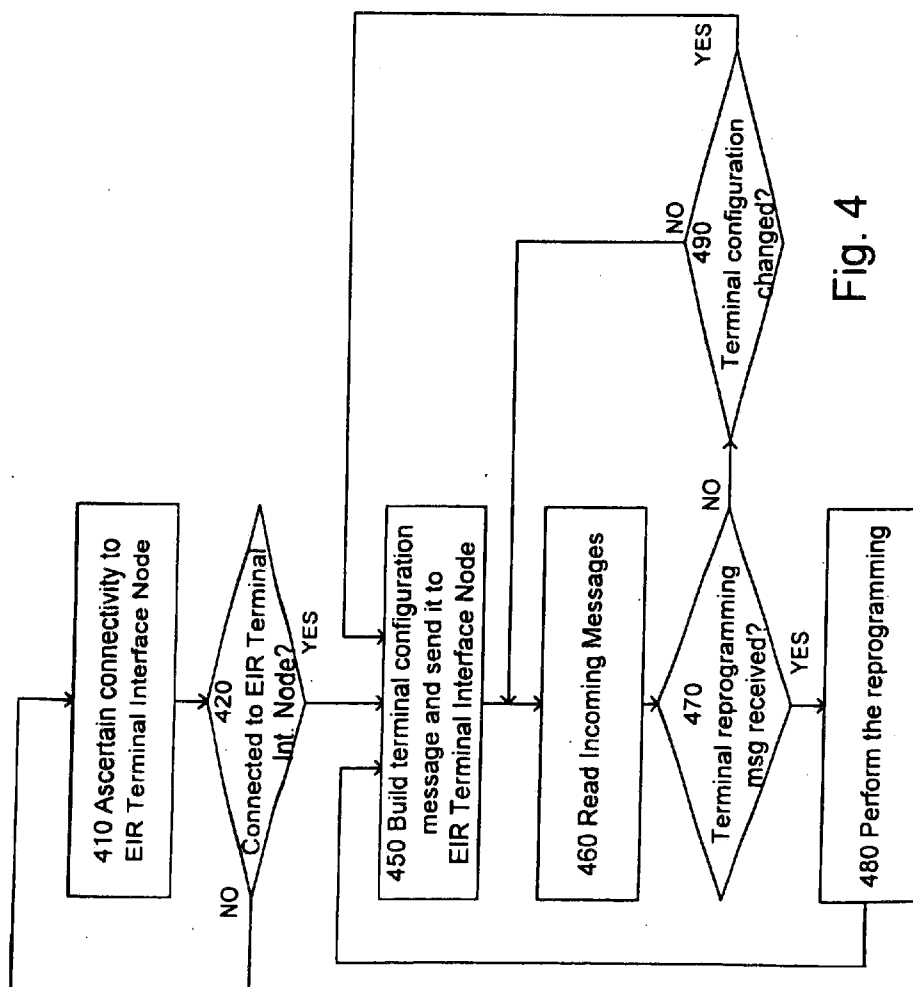 410 Ascertain connectivity to
EIR Terminal Interface Node
420
Connected to EIR Terminal
Int. Node?
NO
YES
450 Build terminal configuration
message and send it to
EIR Terminal Interface Node
460 Read Incoming Messages
470
Terminal reprogramming
msg received?
NO
YES
480 Perform the reprogramming
490
Terminal configuration
changed?
NO
YES
Fig. 4